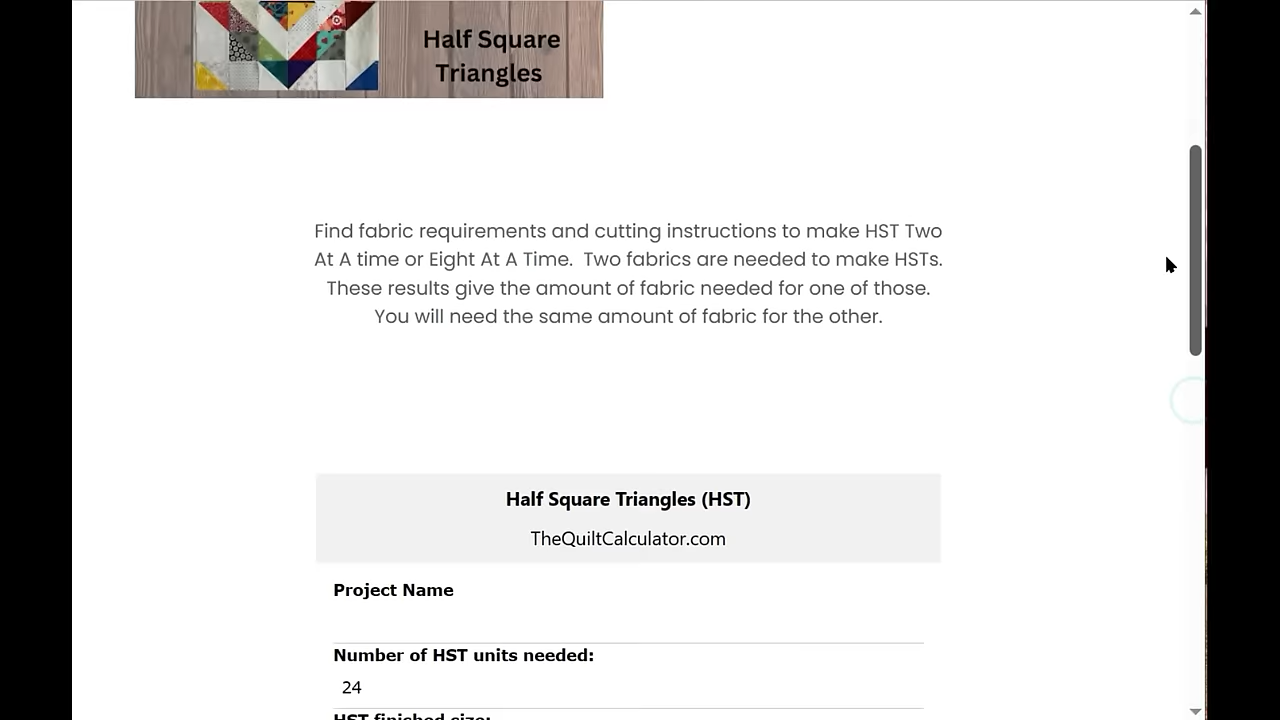 Half Square
Triangles
Find fabric requirements and cutting instructions to make HST Two
At A time or Eight At A Time.  Two fabrics are needed to make HSTs.
These results give the amount of fabric needed for one of those.
You will need the same amount of fabric for the other.
Half Square Triangles (HST)
TheQuiltCalculator.com
Project Name
Number of HST units needed:
24
HST finished size: